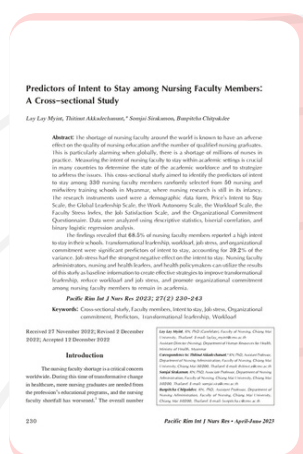 Predictors of Intent to Stay among Nursing Faculty Members:
A Cross-sectional Study
Lay Lay Myint, Thitinut Akkadechanunt,* Somjai Sirakamon, Bunpitcha Chitpakdee
Abstract: The shortage of nursing faculty around the world is known to have an adverse
effect on the quality of nursing education and the number of qualified nursing graduates.
This is particularly alarming when globally, there is a shortage of millions of nurses in
practice. Measuring the intent of nursing faculty to stay within academic settings is crucial
in many countries to determine the state of the academic workforce and to strategize
to address the issues. This cross-sectional study aimed to identify the predictors of intent
to stay among 338 nursing faculty members randomly selected from 50 nursing and
midwifery training schools in Myanmar, where nursing research is still in its infancy.
The research instruments used were a demographic data form, Price's Intent to Stay
Scale, the Global Leadership Scale, the Work Autonomy Scale, the Workload Scale, the
Faculty Stress Index, the Job Satisfaction Scale, and the Organizational Commitment
Questionnaire. Data were analyzed using descriptive statistics, biserial correlation, and
binary logistic regression analysis.
The findings revealed that of nursing faculty members reported a high intent
to stay in their schools. Transformational leadership, workload, job stress, and organizational
commitment were significant predictors of intent to stay, accounting for 39.2% of the
variance. Job stress had the strongest negative effect on the intent to stay. Nursing faculty
administrators, nursing and health leaders, and health policymakers can utilize the results
of this study as baseline information to create effective strategies to improve transformational
leadership, reduce workload and job stress, and promote organizational commitment
among nursing faculty members to remain in academia.
Pacific Rim Int J Nurs Res 2023; 27(2) 230-243
Keywords: Cross-sectional study, Faculty members, Intent to stay, Job stress, Organizational
commitment, Predictors, Transformational leadership, Workload
Received 27 November 2022; Revised 2 December
2022; Accepted 12 December 2022
Introduction
The nursing faculty shortage is a critical concern
worldwide. During this time of transformative change
in healthcare, more nursing graduates are needed from
the profession's educational programs, and the nursing
faculty shortfall has worsened.¹ The overall number
230
Pacific Rim Int J Nurs Res • April-June 2023